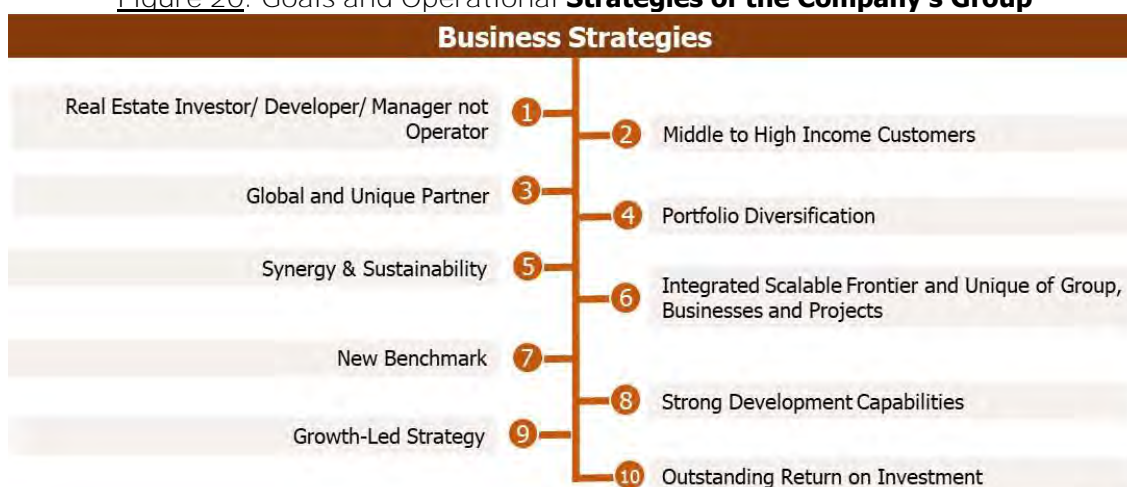 Figure 20: Goals and Operational Strategies of the Company's Group
Business Strategies
Real Estate Investor/ Developer/ Manager not
Operator
1
2
Middle to High Income Customers
Global and Unique Partner
3
4
Portfolio Diversification
Synergy & Sustainability
5
6
Integrated Scalable Frontier and Unique of Group,
Businesses and Projects
New Benchmark
7
8
Strong Development Capabilities
Growth-Led Strategy
9
10
Outstanding Return on Investment